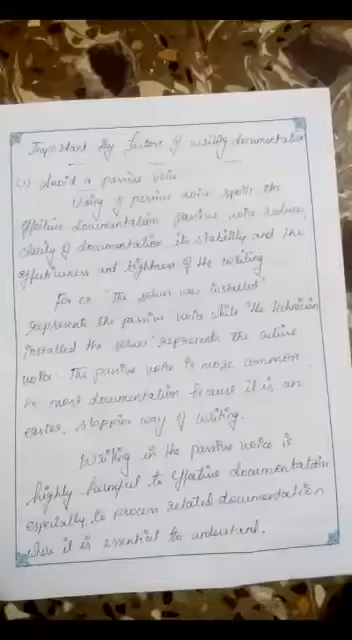 Important key factors of writing documentation
(1) Avoid a passive voice
Using of passive voice spoils the
effective documentation passive voice reduce
clarity of documentation, its stability and the
effectiveness and tightness of the writing
For ex "The server was installed"
represents the passive voice while "The technician
installed the server" represents the active
voice. The passive voice is more common
in most documentation because it is an
easier, sloppier way of writing.
Writing in the passive voice is
highly harmful to effective documentation
especially to process related documentation
when it is essential to understand.